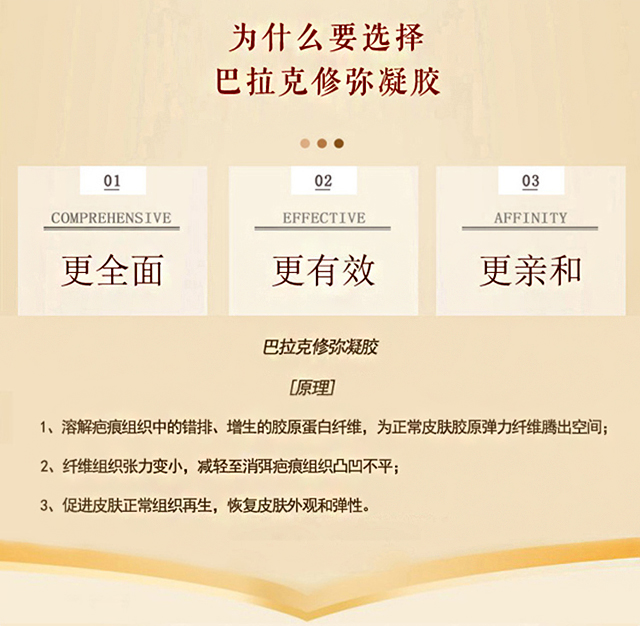 为什么要选择
巴拉克修弥凝胶
01
02
03
COMPREHENSIVE
EFFECTIVE
AFFINITY
更全面
更有效
更亲和
巴拉克修弥凝胶
[原理]
1、溶解疤痕组织中的错排、增生的胶原蛋白纤维，为正常皮肤胶原弹力纤维腾出空间；
2、纤维组织张力变小，减轻至消弭疤痕组织凸凹不平；
3、促进皮肤正常组织再生，恢复皮肤外观和弹性。